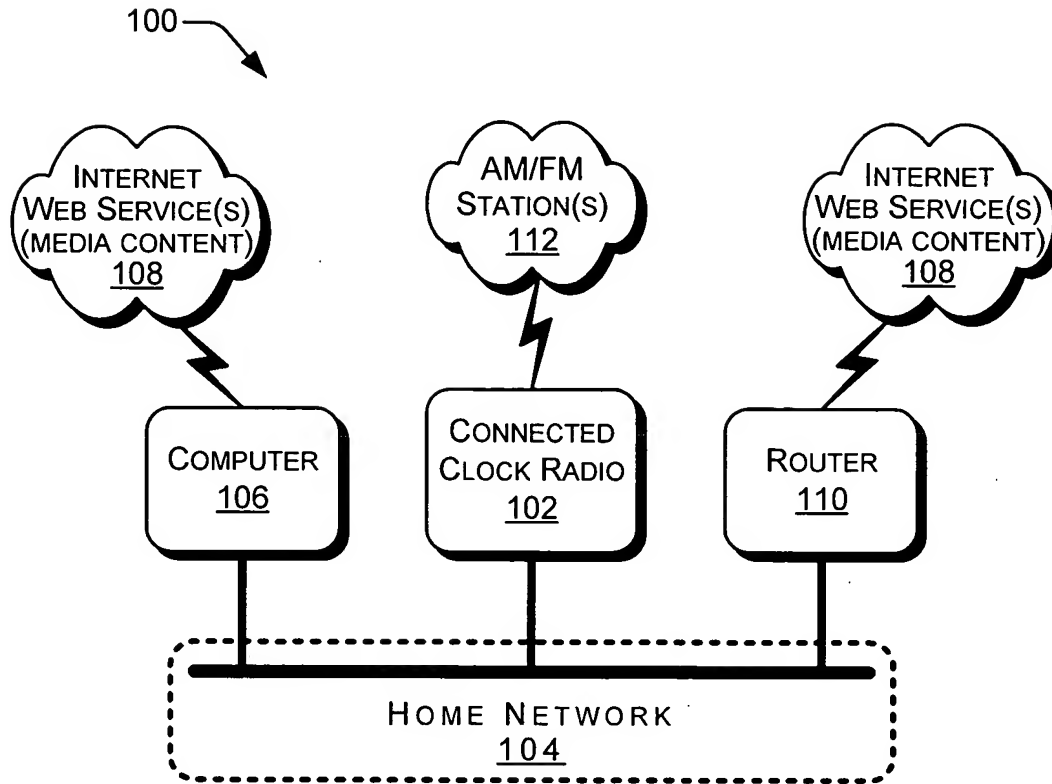 100
INTERNET
WEB SERVICE(S)
(MEDIA CONTENT)
108
AM/FM
STATION(S)
112
INTERNET
WEB SERVICE(S)
(MEDIA CONTENT)
108
COMPUTER
106
CONNECTED
CLOCK RADIO
102
ROUTER
110
HOME NETWORK
104